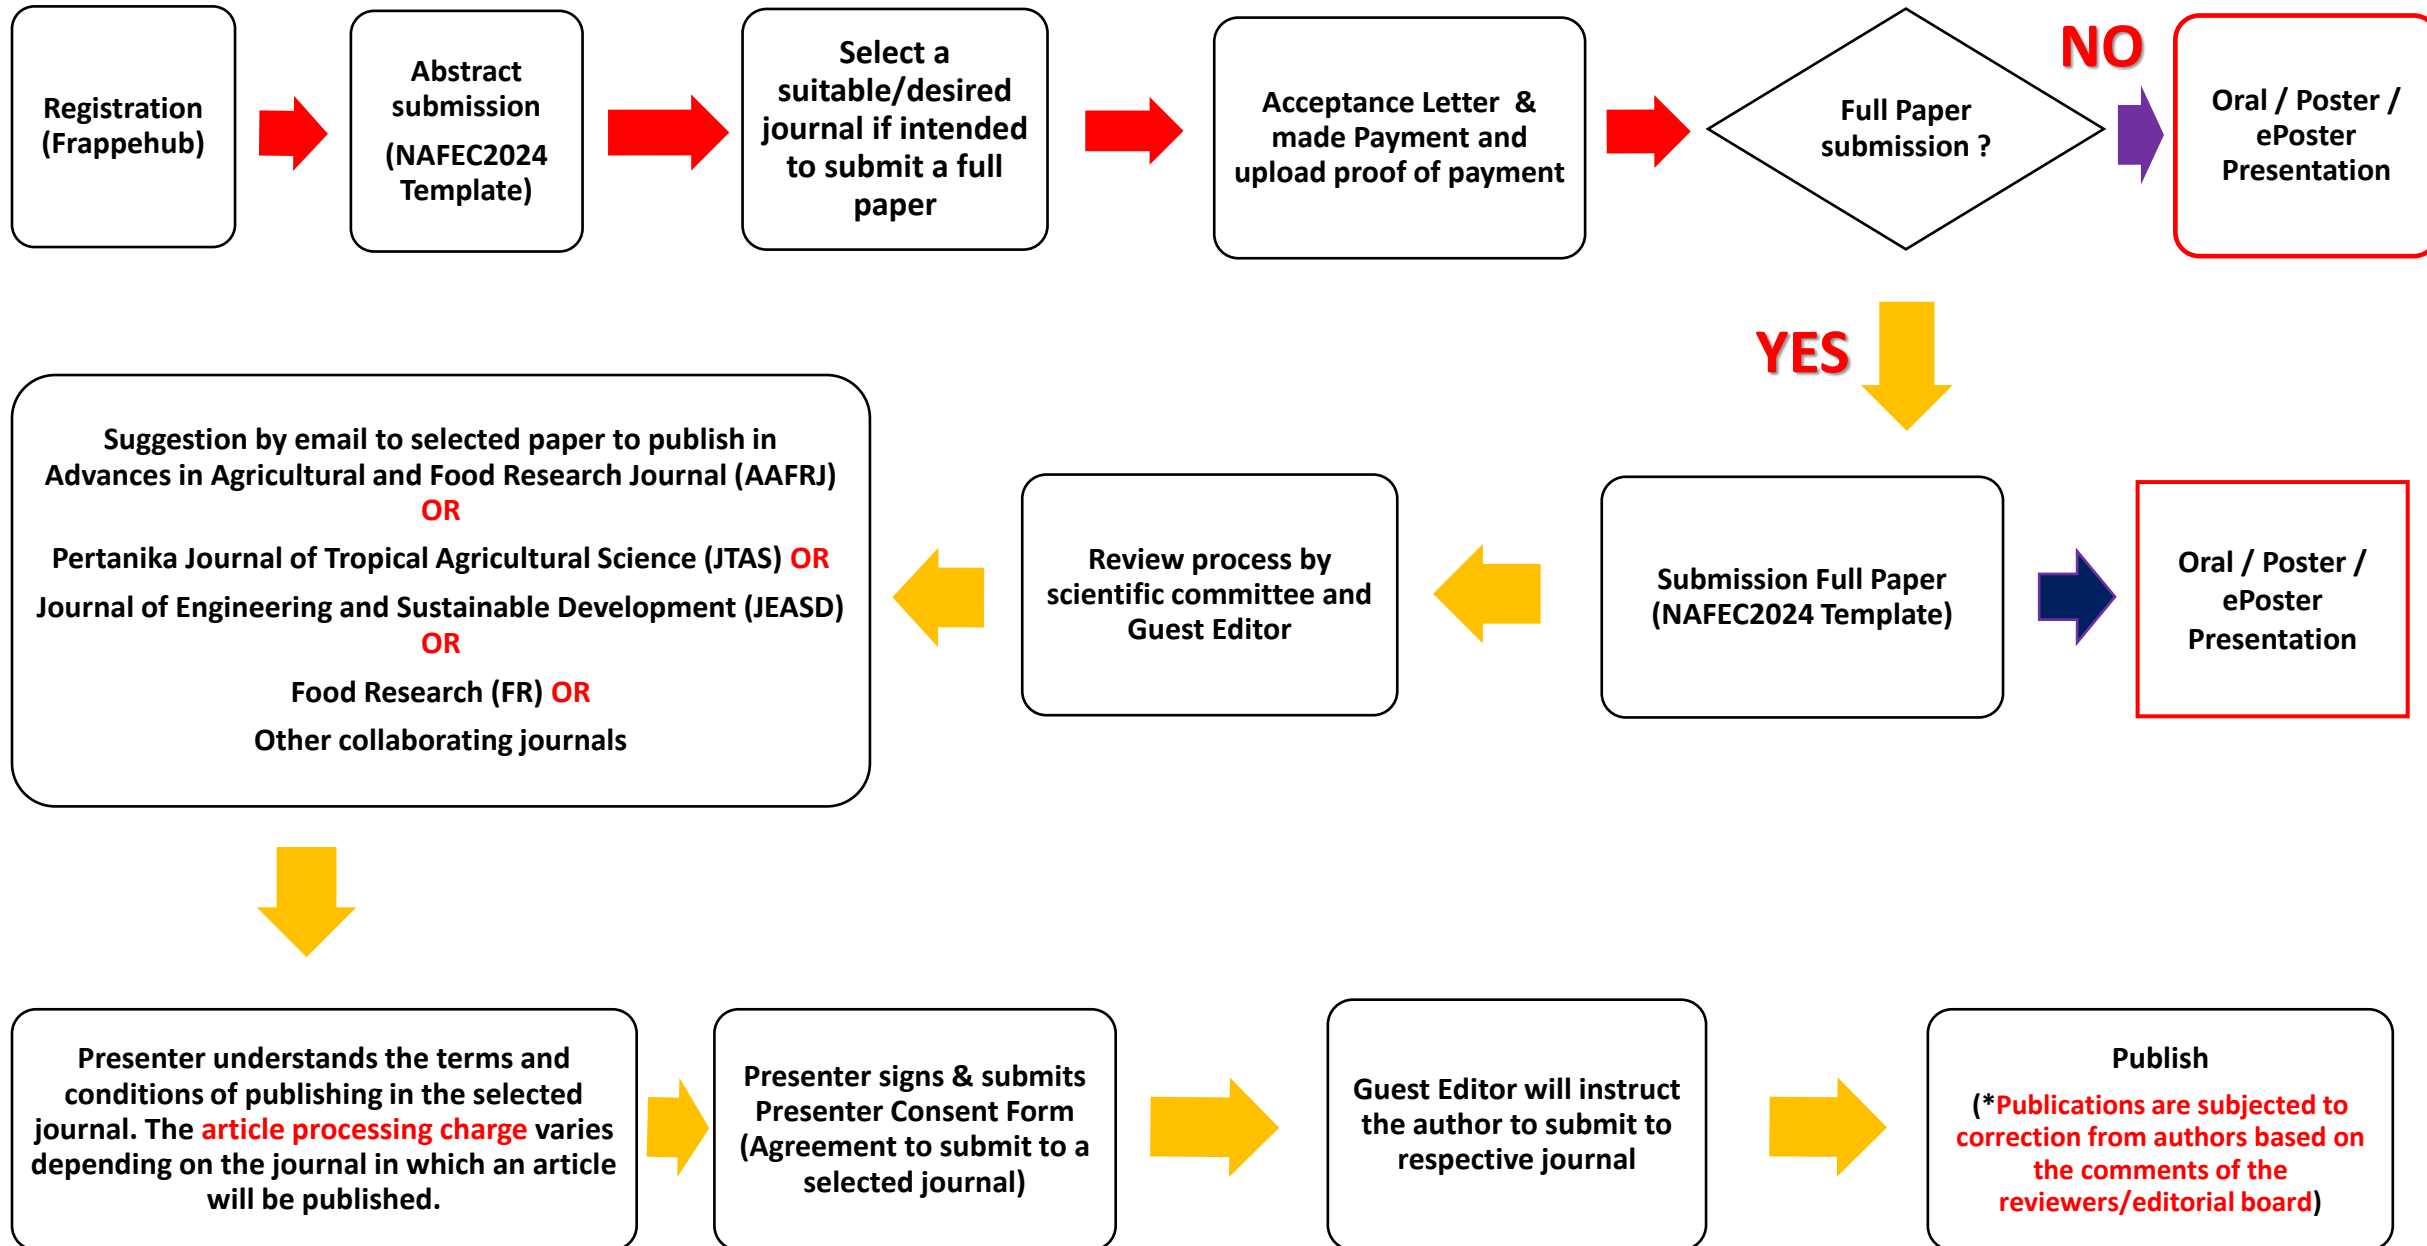 Registration
(Frappehub)
Abstract
submission
(NAFEC2024
Template)
Select a
suitable/desired
journal if intended
to submit a full
paper
Acceptance Letter &
made Payment and
upload proof of payment
Full Paper
submission ?
NO
Oral / Poster /
ePoster
Presentation
YES
Submission Full Paper
(NAFEC2024 Template)
Oral / Poster /
ePoster
Presentation
Review process by
scientific committee and
Guest Editor
Suggestion by email to selected paper to publish in
Advances in Agricultural and Food Research Journal (AAFRJ)
OR
Pertanika Journal of Tropical Agricultural Science (JTAS) OR
Journal of Engineering and Sustainable Development (JEASD)
OR
Food Research (FR) OR
Other collaborating journals
Presenter understands the terms and
conditions of publishing in the selected
journal. The article processing charge varies
depending on the journal in which an article
will be published.
Presenter signs & submits
Presenter Consent Form
(Agreement to submit to a
selected journal)
Guest Editor will instruct
the author to submit to
respective journal
Publish
(*Publications are subjected to
correction from authors based on
the comments of the
reviewers/editorial board)